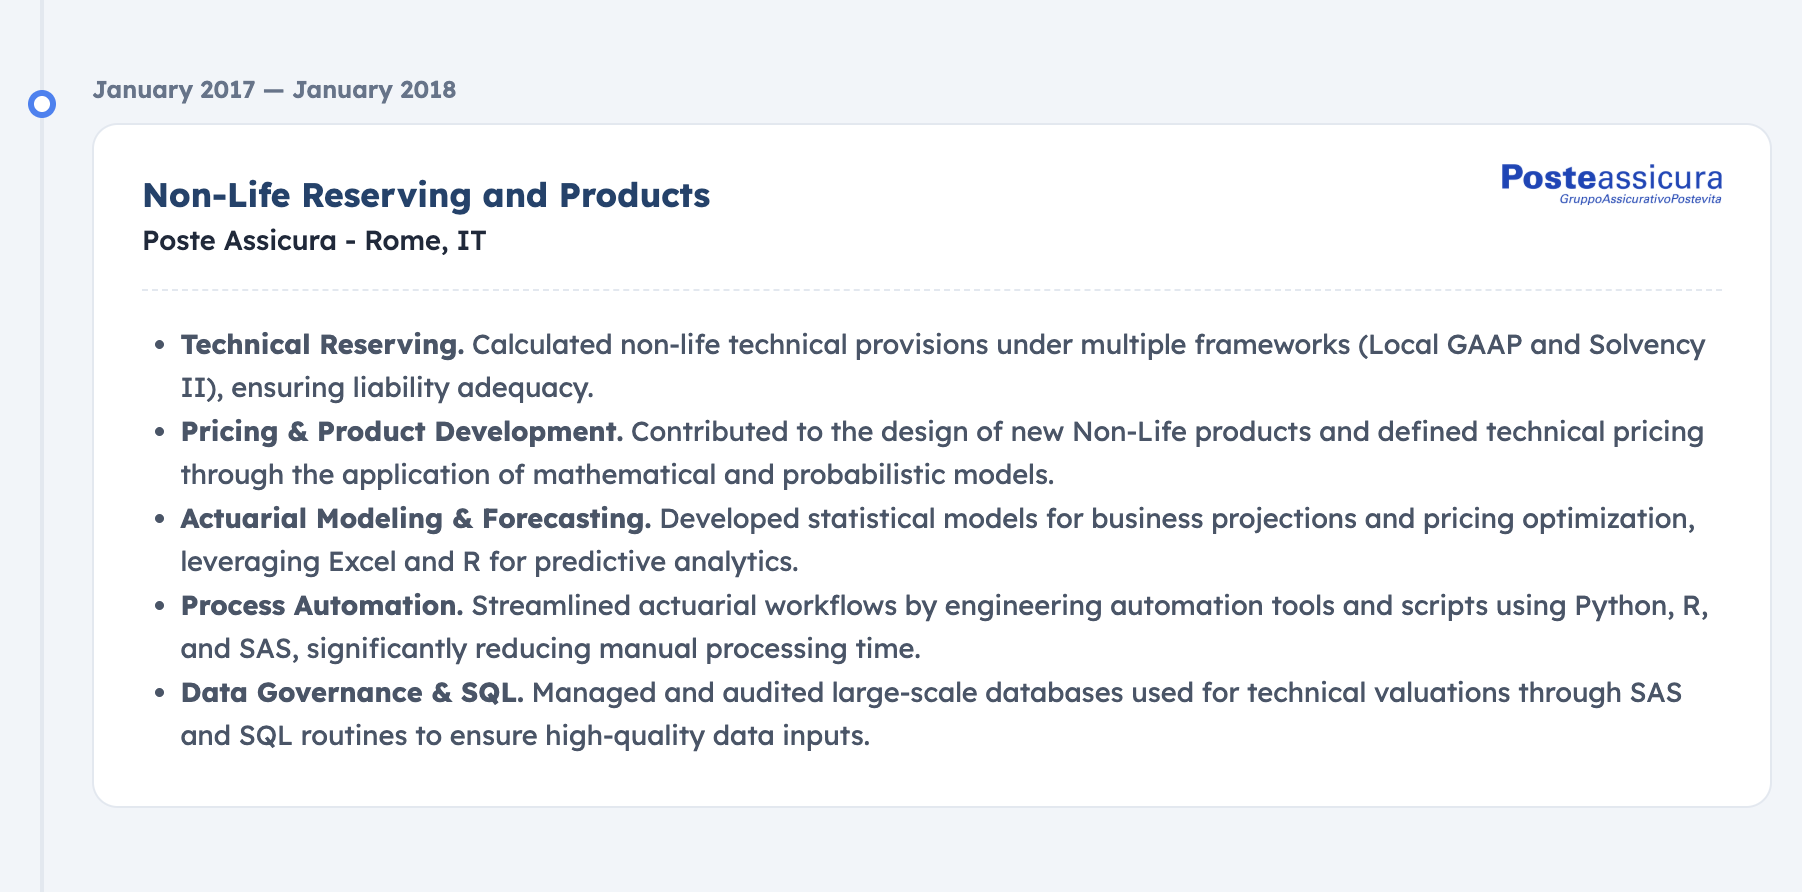 January 2017 — January 2018
Non-Life Reserving and Products
Posteassicura
GruppoAssicurativoPostevita
Poste Assicura - Rome, IT
• Technical Reserving. Calculated non-life technical provisions under multiple frameworks (Local GAAP and Solvency
II), ensuring liability adequacy.
• Pricing & Product Development. Contributed to the design of new Non-Life products and defined technical pricing
through the application of mathematical and probabilistic models.
• Actuarial Modeling & Forecasting. Developed statistical models for business projections and pricing optimization,
leveraging Excel and R for predictive analytics.
• Process Automation. Streamlined actuarial workflows by engineering automation tools and scripts using Python, R,
and SAS, significantly reducing manual processing time.
• Data Governance & SQL. Managed and audited large-scale databases used for technical valuations through SAS
and SQL routines to ensure high-quality data inputs.